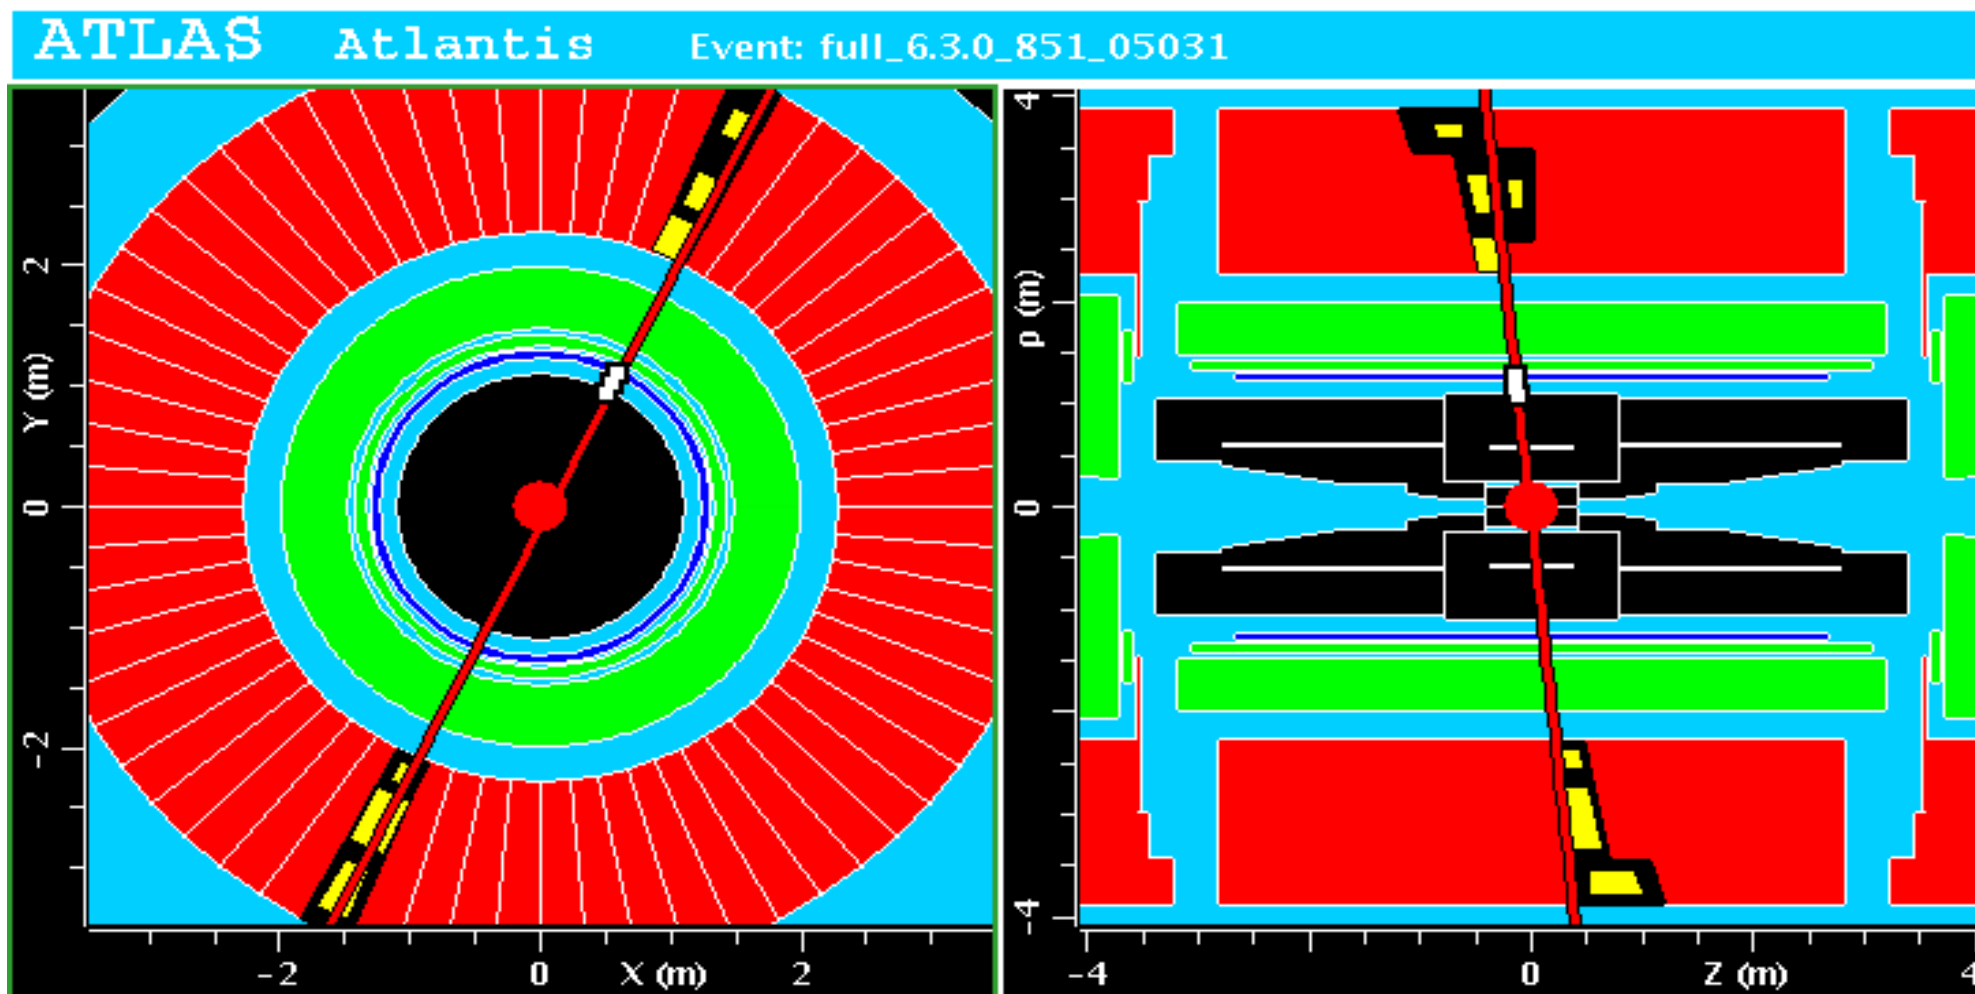 ATLAS Atlantis Event: full_6.3.0_851_05031
2
0
-2
Y (m)
-2 0 X (m) 2
4
ρ (m)
0
-4
-4 0 Z (m) 4